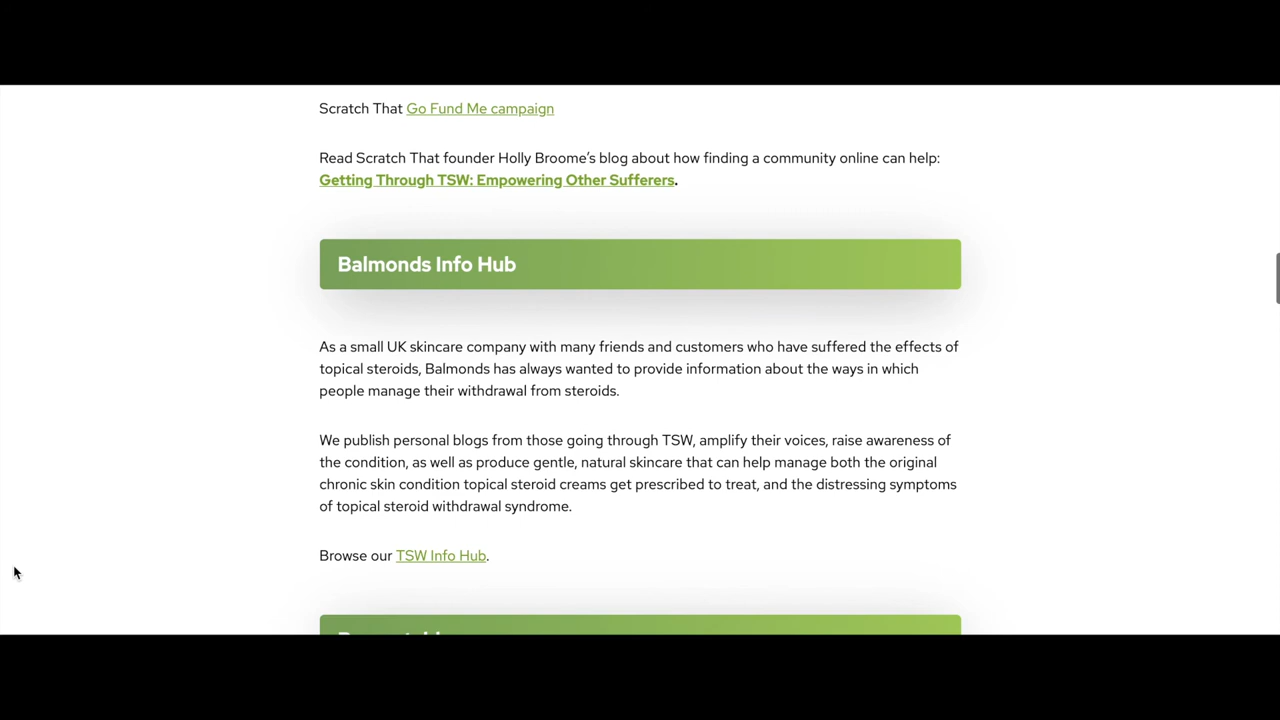 Scratch That Go Fund Me campaign
Read Scratch That founder Holly Broome’s blog about how finding a community online can help:
Getting Through TSW: Empowering Other Sufferers.
Balmonds Info Hub
As a small UK skincare company with many friends and customers who have suffered the effects of
topical steroids, Balmonds has always wanted to provide information about the ways in which
people manage their withdrawal from steroids.
We publish personal blogs from those going through TSW, amplify their voices, raise awareness of
the condition, as well as produce gentle, natural skincare that can help manage both the original
chronic skin condition topical steroid creams get prescribed to treat, and the distressing symptoms
of topical steroid withdrawal syndrome.
Browse our TSW Info Hub.